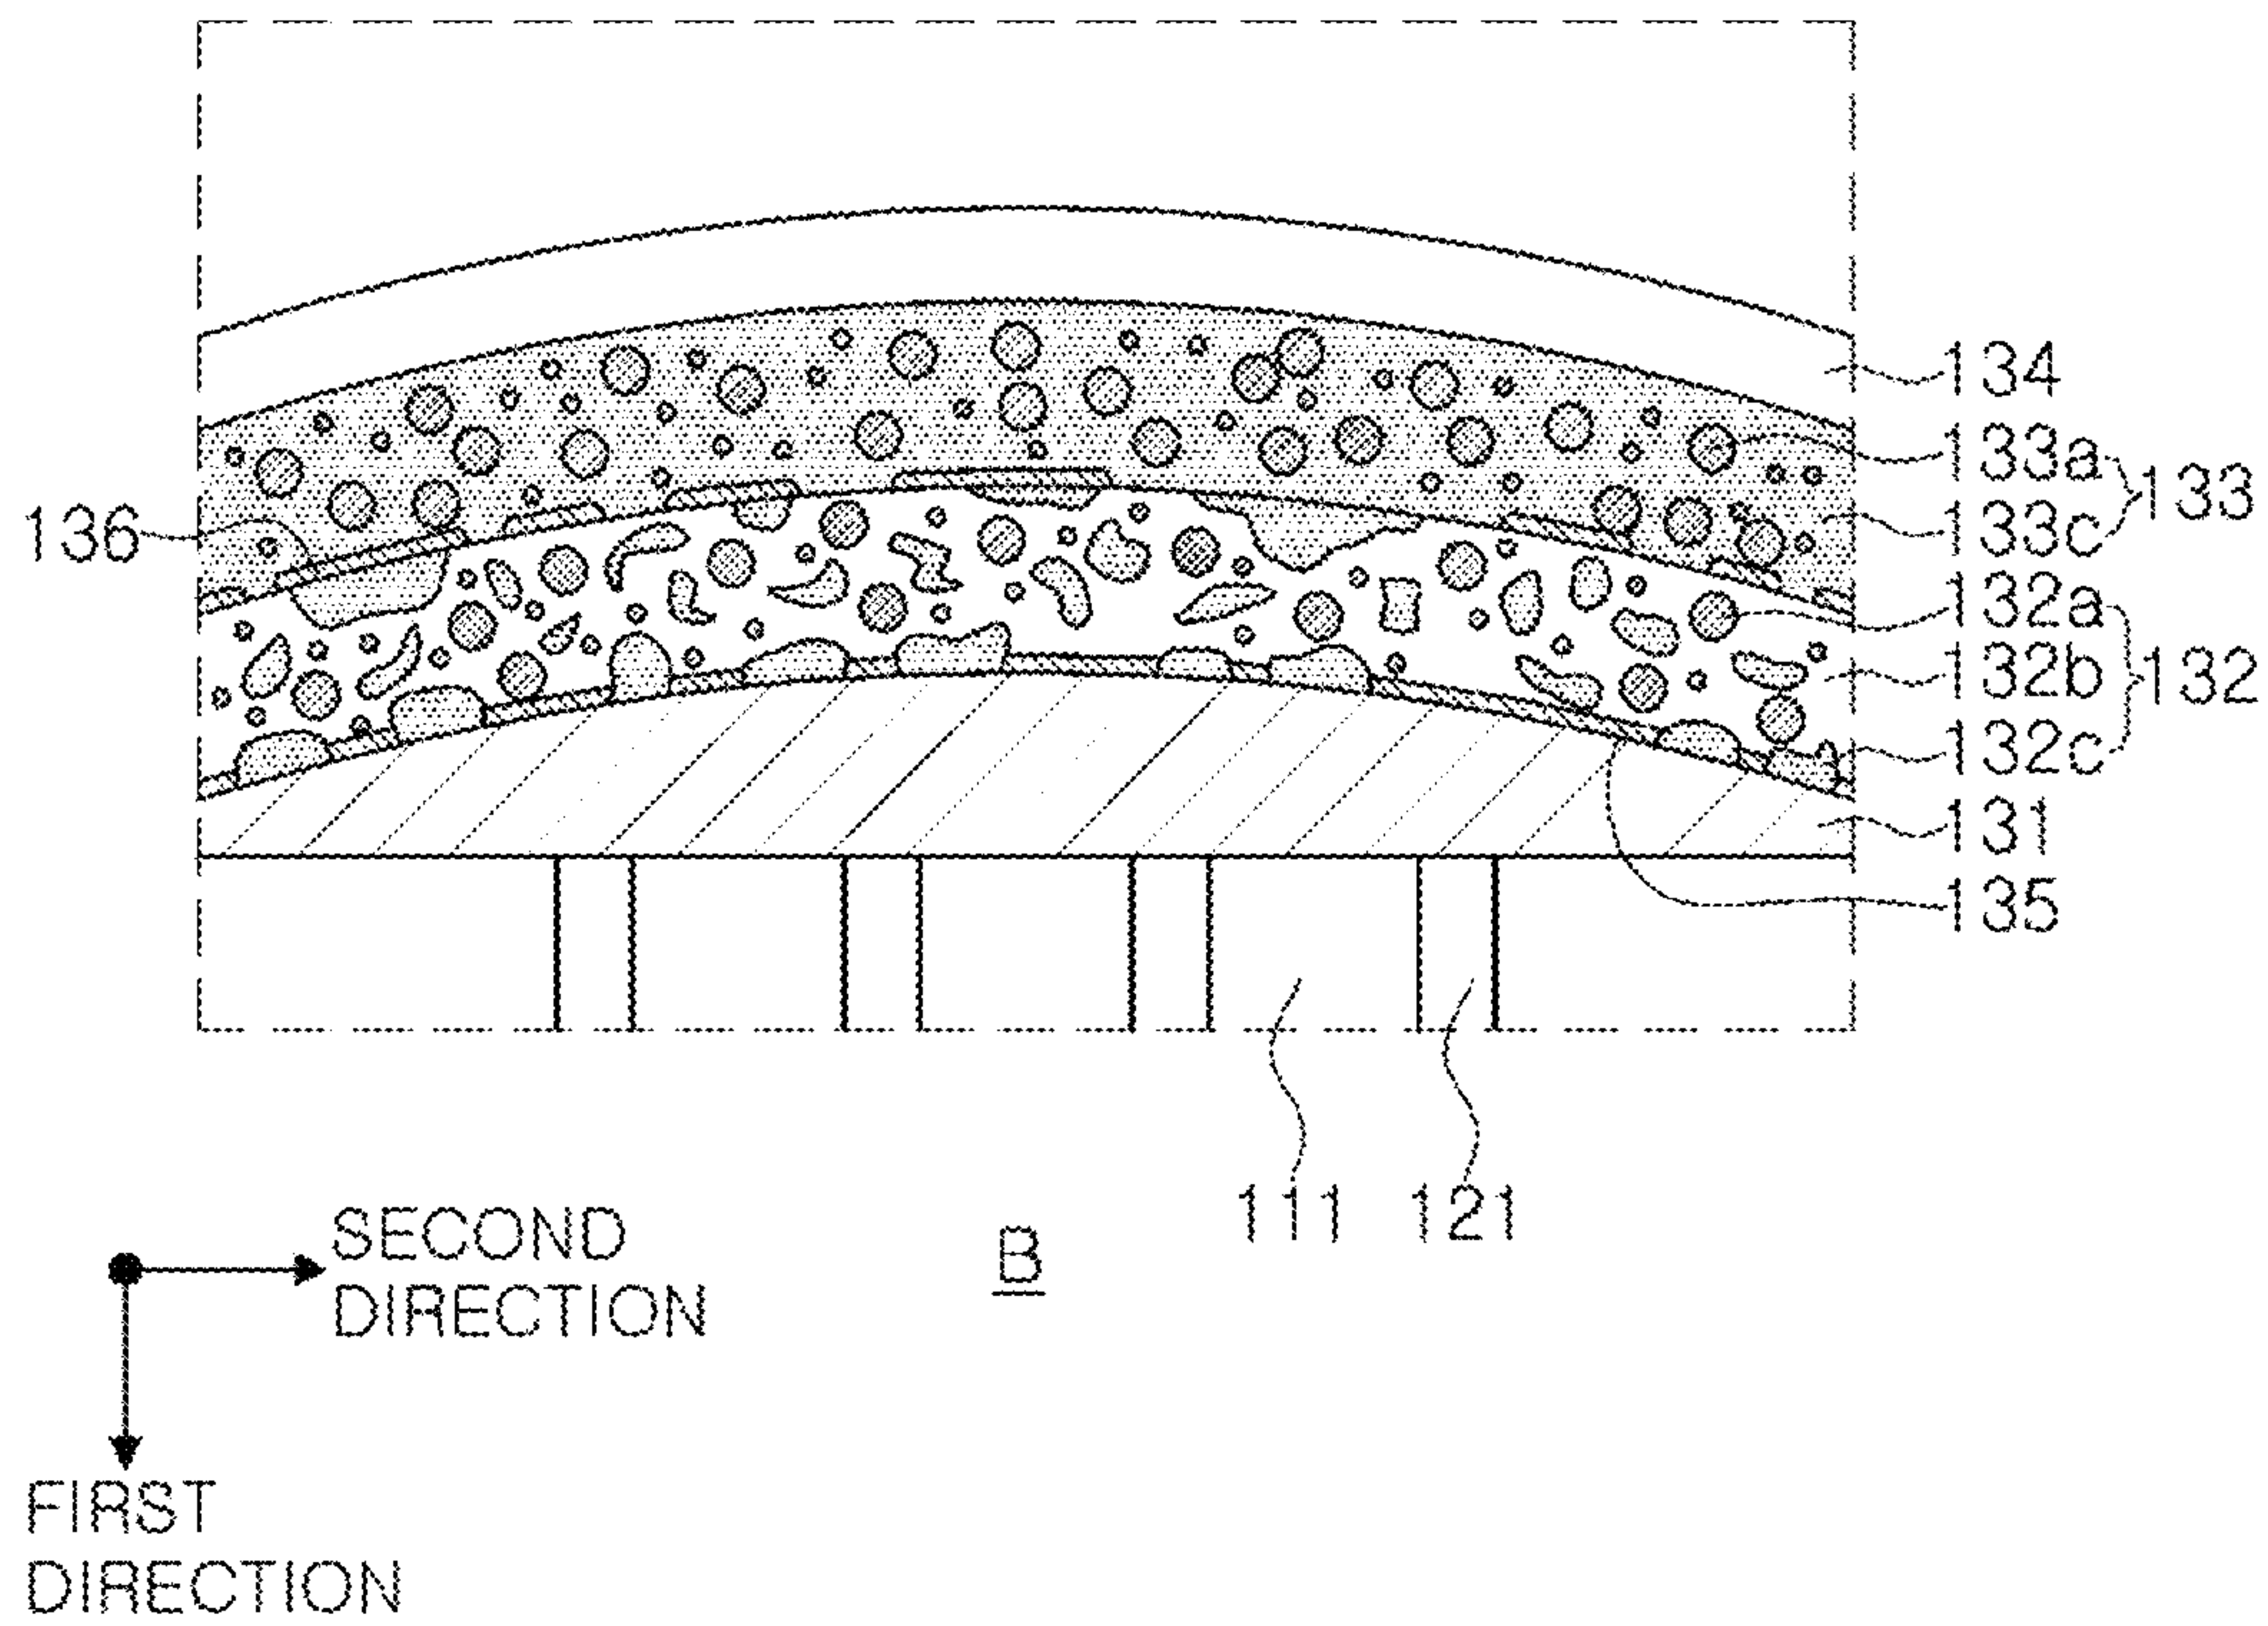 134
133a
133
136
133c
132a
132b
132
132c
131
135
111
121
SECOND
DIRECTION
B
FIRST
DIRECTION